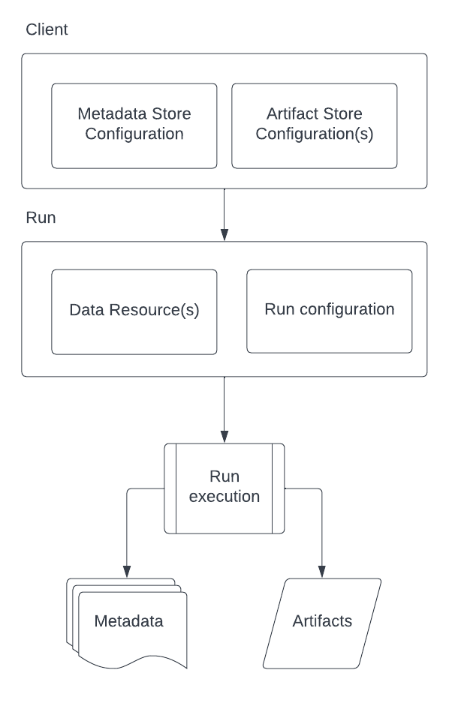 Client
Metadata Store
Configuration
Artifact Store
Configuration(s)
Run
Data Resource(s)
Run configuration
Run
execution
Metadata
Artifacts